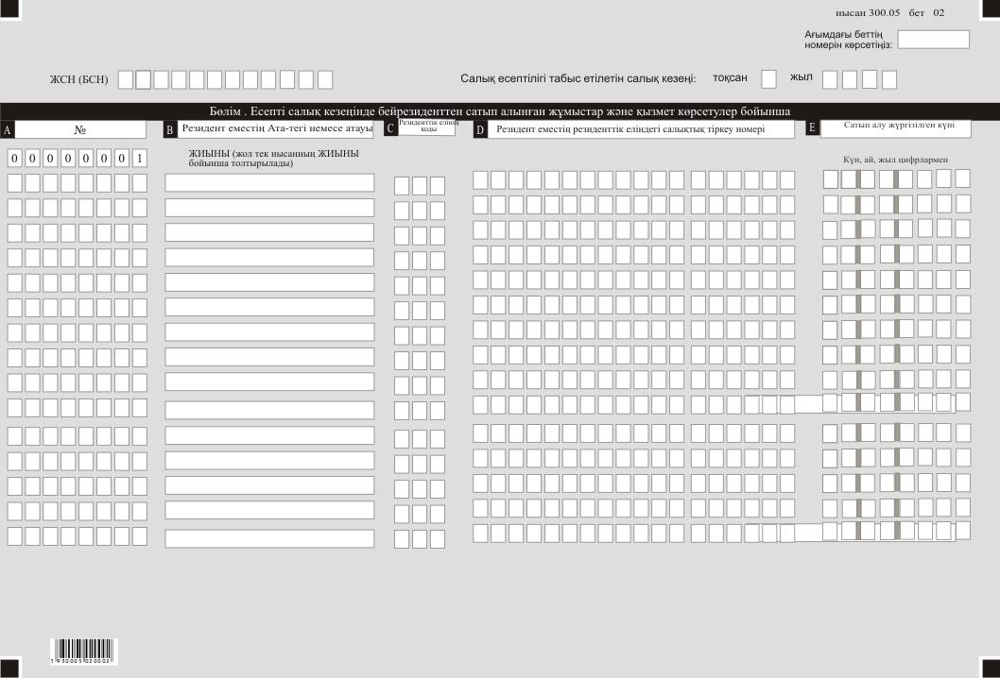 нысан 300.05 бет 02
Ағымдағы беттің
номерін көрсетіңіз:
ЖСН (БСН)
Салық есептілігі табыс етілетін салық кезеңі: тоқсан жыл
Бөлім . Есепті салық кезеңінде бейрезиденттен сатып алынған жұмыстар және қызмет көрсетулер бойынша
A № B Резидент еместің Ата-тегі немесе атауы C Резиденттік елінің
коды
D Резидент еместің резиденттік еліндегі салықтық тіркеу номері E Сатып алу жүргізілген күні
0 0 0 0 0 0 0 1
ЖИЫНЫ (жол тек нысанның ЖИЫНЫ
бойынша толтырылады)
Күн, ай, жыл цифрлармен
1 9 3 0 0 0 5 0 2 0 0 0 2